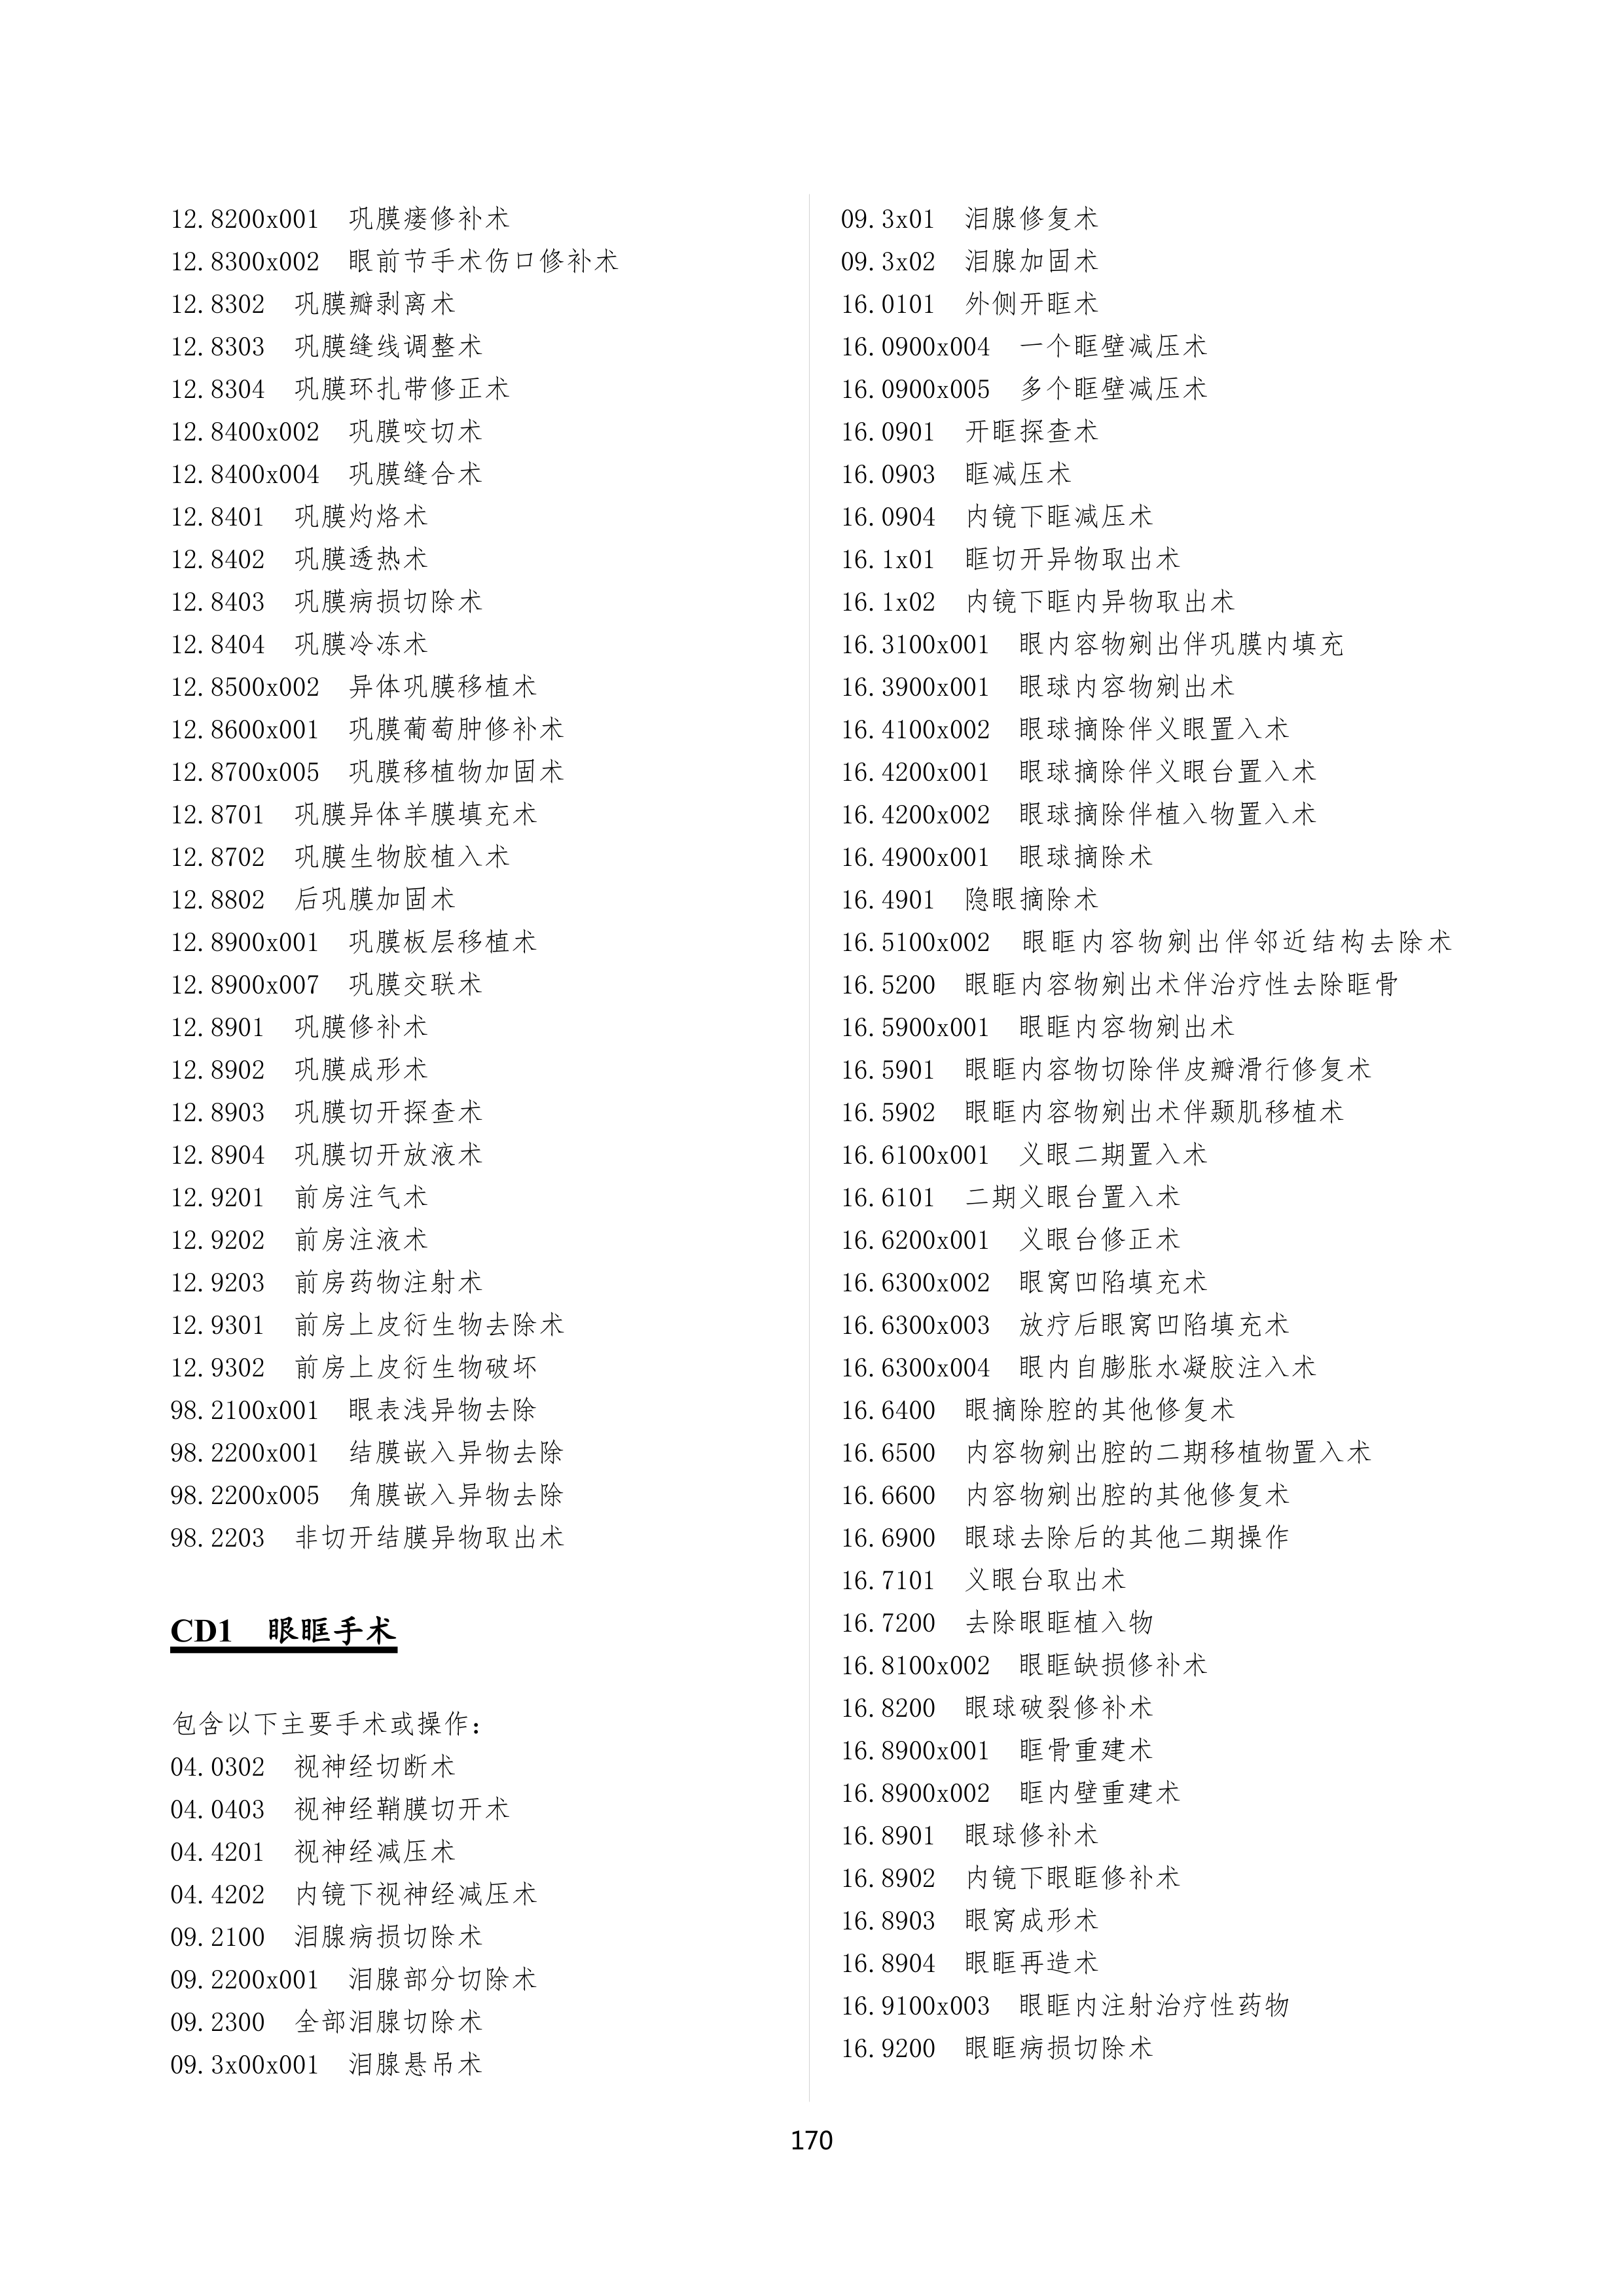 12.8200x001 巩膜瘘修补术
12.8300x002 眼前节手术伤口修补术
12.8302 巩膜瓣剥离术
12.8303 巩膜缝线调整术
12.8304 巩膜环扎带修正术
12.8400x002 巩膜咬切术
12.8400x004 巩膜缝合术
12.8401 巩膜灼烙术
12.8402 巩膜透热术
12.8403 巩膜病损切除术
12.8404 巩膜冷冻术
12.8500x002 异体巩膜移植术
12.8600x001 巩膜葡萄肿修补术
12.8700x005 巩膜移植物加固术
12.8701 巩膜异体羊膜填充术
12.8702 巩膜生物胶植入术
12.8802 后巩膜加固术
12.8900x001 巩膜板层移植术
12.8900x007 巩膜交联术
12.8901 巩膜修补术
12.8902 巩膜成形术
12.8903 巩膜切开探查术
12.8904 巩膜切开放液术
12.9201 前房注气术
12.9202 前房注液术
12.9203 前房药物注射术
12.9301 前房上皮衍生物去除术
12.9302 前房上皮衍生物破坏
98.2100x001 眼表浅异物去除
98.2200x001 结膜嵌入异物去除
98.2200x005 角膜嵌入异物去除
98.2203 非切开结膜异物取出术
CD1 眼眶手术
包含以下主要手术或操作：
04.0302 视神经切断术
04.0403 视神经鞘膜切开术
04.4201 视神经减压术
04.4202 内镜下视神经减压术
09.2100 泪腺病损切除术
09.2200x001 泪腺部分切除术
09.2300 全部泪腺切除术
09.3x00x001 泪腺悬吊术
09.3x01 泪腺修复术
09.3x02 泪腺加固术
16.0101 外侧开眶术
16.0900x004 一个眶壁减压术
16.0900x005 多个眶壁减压术
16.0901 开眶探查术
16.0903 眶减压术
16.0904 内镜下眶减压术
16.1x01 眶切开异物取出术
16.1x02 内镜下眶内异物取出术
16.3100x001 眼内容物剜出伴巩膜内填充
16.3900x001 眼球内容物剜出术
16.4100x002 眼球摘除伴义眼置入术
16.4200x001 眼球摘除伴义眼台置入术
16.4200x002 眼球摘除伴植入物置入术
16.4900x001 眼球摘除术
16.4901 隐眼摘除术
16.5100x002 眼眶内容物剜出伴邻近结构去除术
16.5200 眼眶内容物剜出术伴治疗性去除眶骨
16.5900x001 眼眶内容物剜出术
16.5901 眼眶内容物切除伴皮瓣滑行修复术
16.5902 眼眶内容物剜出术伴颞肌移植术
16.6100x001 义眼二期置入术
16.6101 二期义眼台置入术
16.6200x001 义眼台修正术
16.6300x002 眼窝凹陷填充术
16.6300x003 放疗后眼窝凹陷填充术
16.6300x004 眼内自膨胀水凝胶注入术
16.6400 眼摘除腔的其他修复术
16.6500 内容物剜出腔的二期移植物置入术
16.6600 内容物剜出腔的其他修复术
16.6900 眼球去除后的其他二期操作
16.7101 义眼台取出术
16.7200 去除眼眶植入物
16.8100x002 眼眶缺损修补术
16.8200 眼球破裂修补术
16.8900x001 眶骨重建术
16.8900x002 眶内壁重建术
16.8901 眼球修补术
16.8902 内镜下眼眶修补术
16.8903 眼窝成形术
16.8904 眼眶再造术
16.9100x003 眼眶内注射治疗性药物
16.9200 眼眶病损切除术
170